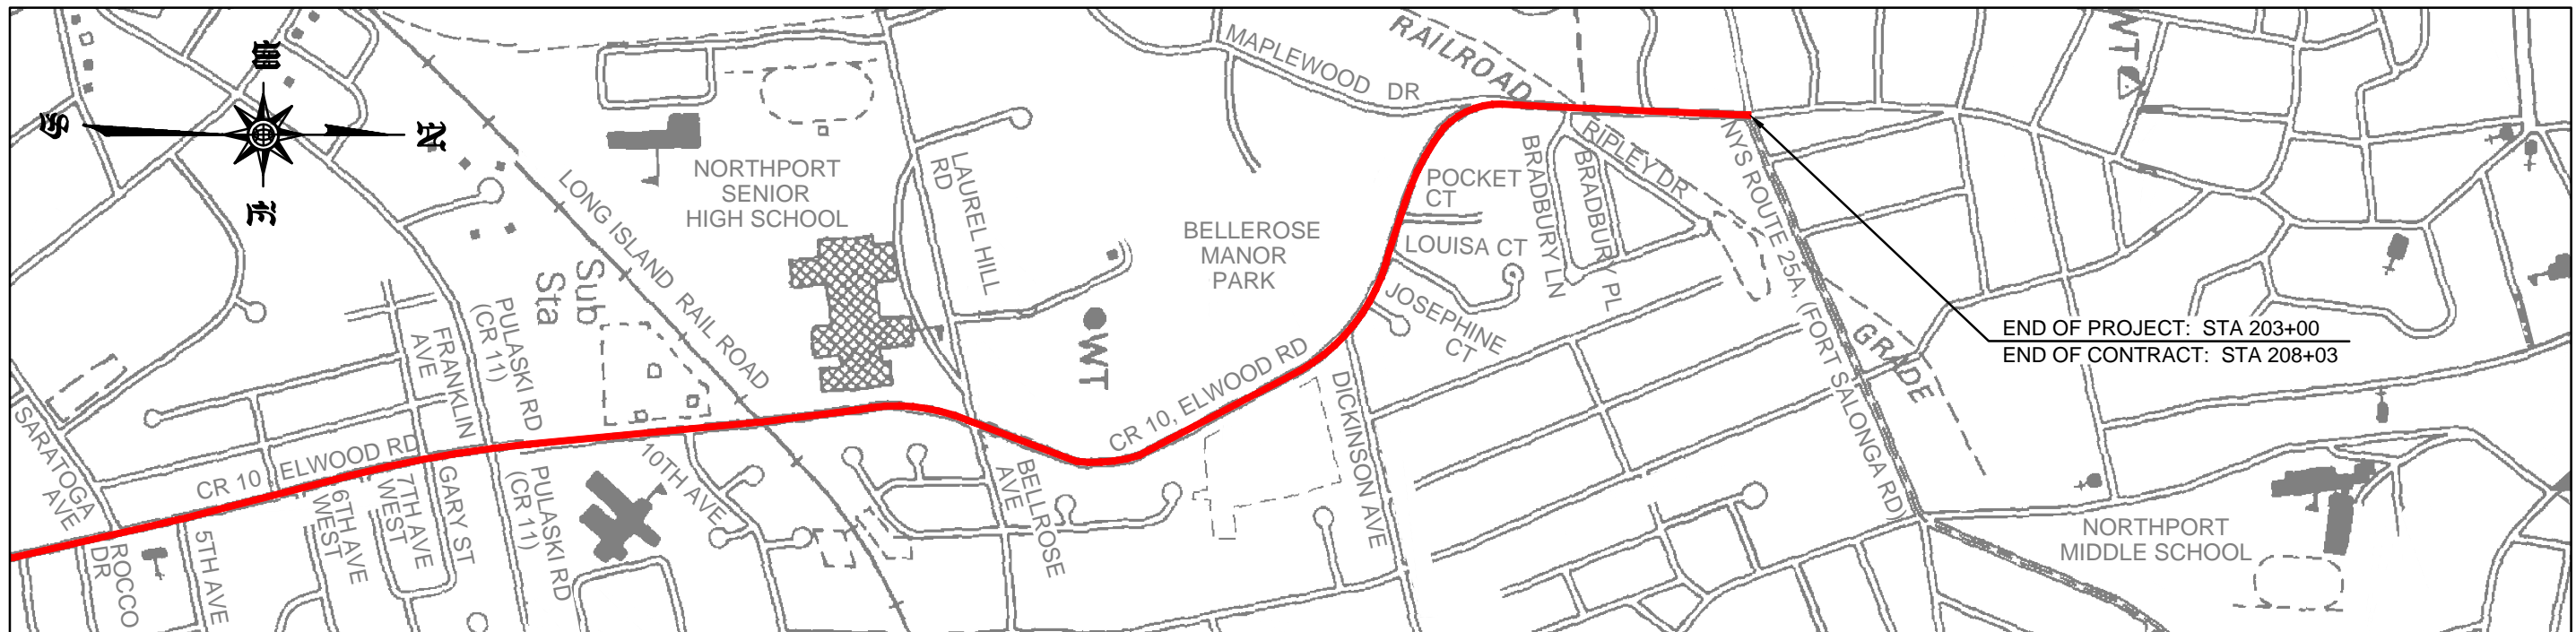 W
S
N
E
MAPLEWOOD DR
RAILROAD
WT
NORTHPORT
SENIOR
HIGH SCHOOL
LAUREL HILL
RD
LONG ISLAND RAIL ROAD
Sub
Sta
BELLEROSE
MANOR
PARK
WT
POCKET
CT
LOUISA CT
JOSEPHINE
CT
BRADBURY LN
BRADBURY PL
RIPLEY DR
NYS ROUTE 25A, (FORT SALONGA RD)
GRADE
END OF PROJECT: STA 203+00
END OF CONTRACT: STA 208+03
PULASKI RD
(CR 11)
FRANKLIN
AVE
SARATOGA
AVE
CR 10, ELWOOD RD
CR 10, ELWOOD RD
ROCCO
DR
5TH AVE
6TH AVE
WEST
7TH AVE
WEST
GARY ST
PULASKI RD
(CR 11)
10TH AVE
BELLROSE
AVE
DICKINSON AVE
NORTHPORT
MIDDLE SCHOOL